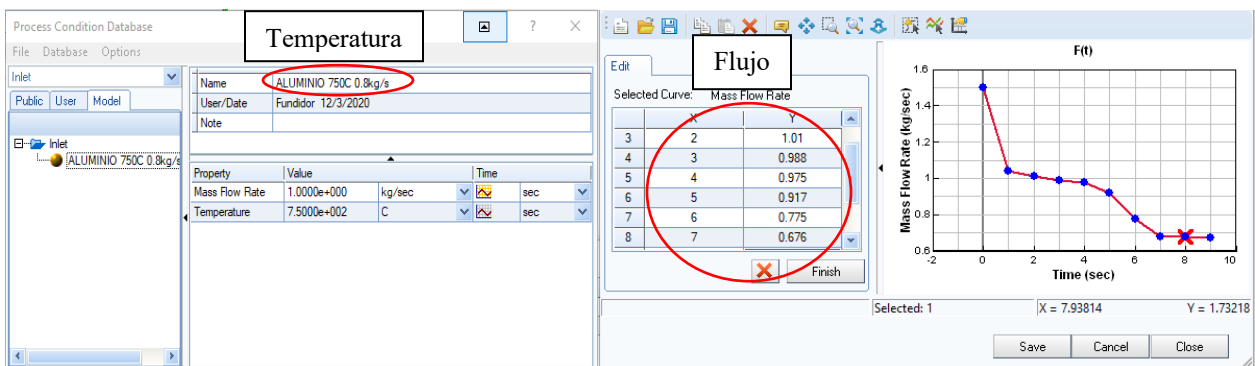 Process Condition Database
?
Temperatura
File Database Options
Inlet
Public User Model
Inlet
ALUMINIO 750C 0.8kg/s
Name ALUMINIO 750C 0.8kg/s
User/Date Fundidor 12/3/2020
Note
Property Value Time
Mass Flow Rate 1.0000e+000 kg/sec sec
Temperature 7.5000e+002 C sec
Edit
Flujo
Selected Curve: Mass Flow Rate
X Y
3 2 1.01
4 3 0.988
5 4 0.975
6 5 0.917
7 6 0.775
8 7 0.676
Finish
F(t)
Mass Flow Rate (kg/sec)
1.6
1.4
1.2
1
0.8
0.6
-2 0 2 4 6 8 10
Time (sec)
Selected: 1 X = 7.93814 Y = 1.73218
Save Cancel Close